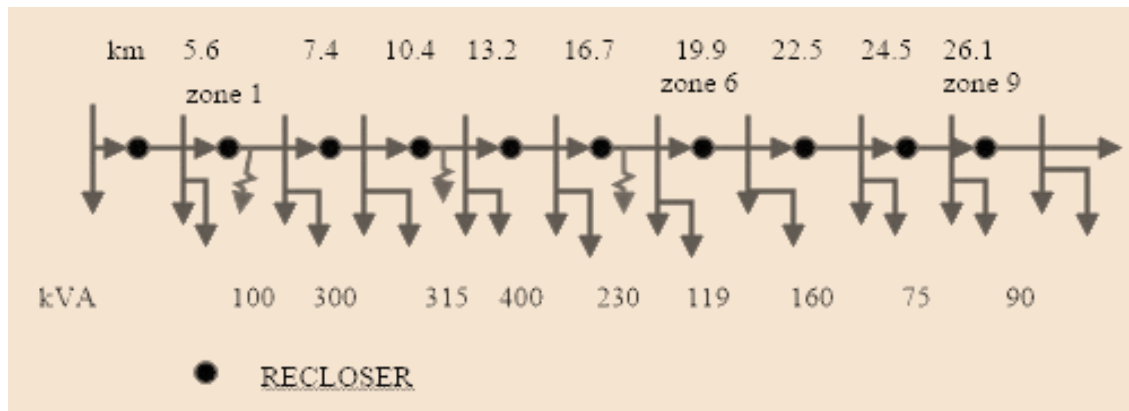 km 5.6 7.4 10.4 13.2 16.7 19.9 22.5 24.5 26.1
zone 1 zone 6 zone 9
kVA 100 300 315 400 230 119 160 75 90
RECLOSER